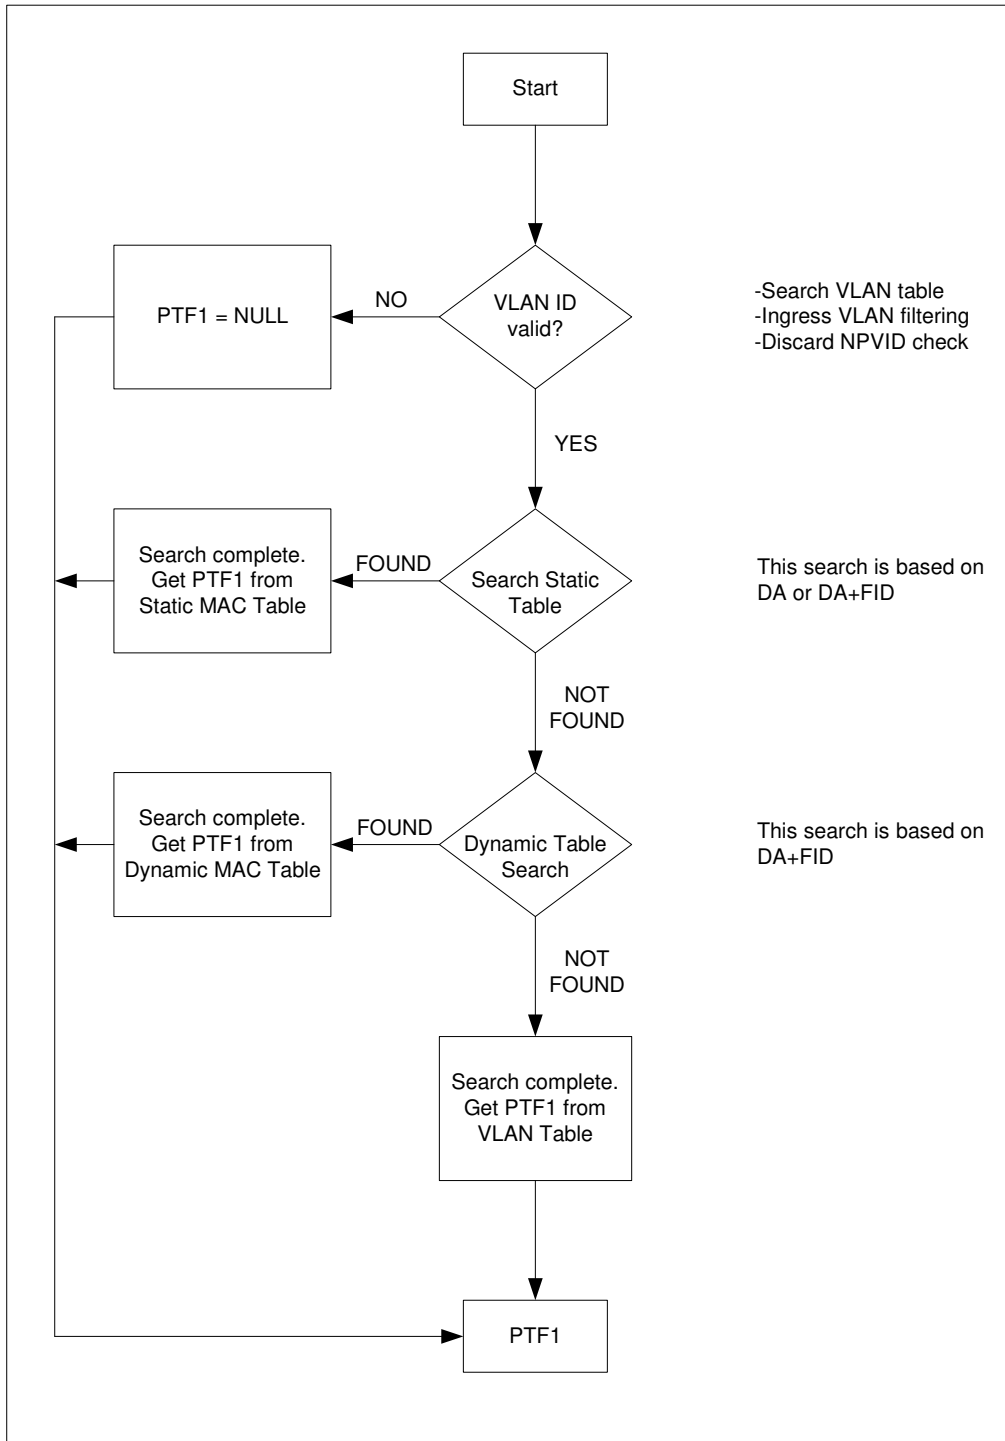 Start
NO
PTF1 = NULL
VLAN ID
valid?
-Search VLAN table
-Ingress VLAN filtering
-Discard NPVID check
YES
Search complete.
Get PTF1 from
Static MAC Table
FOUND
Search Static
Table
This search is based on
DA or DA+FID
NOT
FOUND
Search complete.
Get PTF1 from
Dynamic MAC Table
FOUND
Dynamic Table
Search
This search is based on
DA+FID
NOT
FOUND
Search complete.
Get PTF1 from
VLAN Table
PTF1